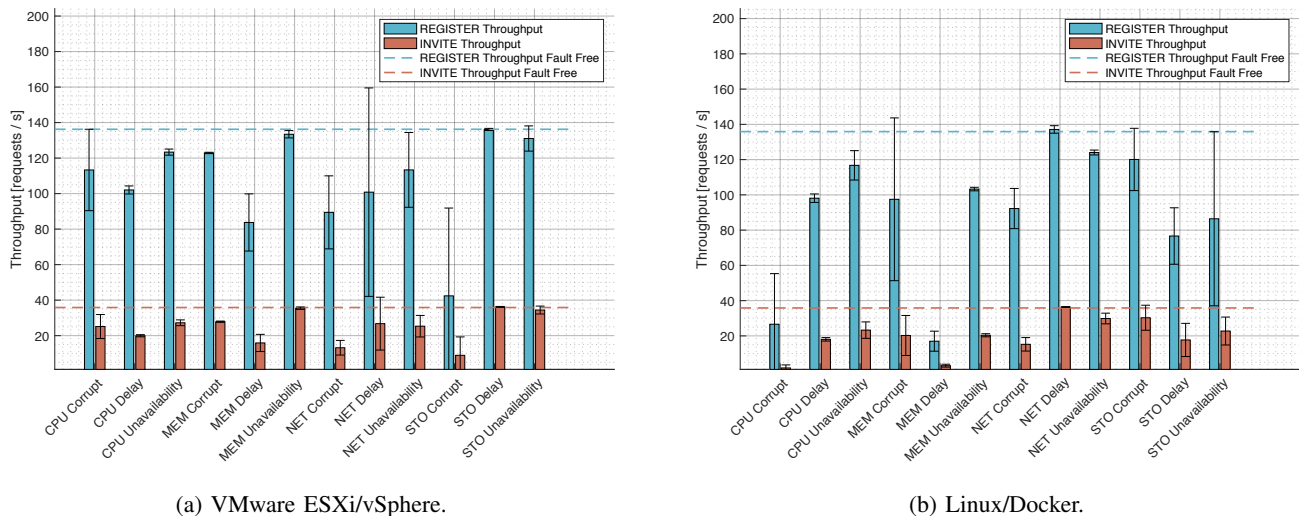 200
180
160
140
120
100
80
60
40
20
Throughput [requests / s]
REGISTER Throughput
INVITE Throughput
REGISTER Throughput Fault Free
INVITE Throughput Fault Free
CPU Corrupt
CPU Delay
CPU Unavailability
MEM Corrupt
MEM Delay
MEM Unavailability
NET Corrupt
NET Delay
NET Unavailability
STO Corrupt
STO Delay
STO Unavailability
(a) VMware ESXi/vSphere.
200
180
160
140
120
100
80
60
40
20
Throughput [requests / s]
REGISTER Throughput
INVITE Throughput
REGISTER Throughput Fault Free
INVITE Throughput Fault Free
CPU Corrupt
CPU Delay
CPU Unavailability
MEM Corrupt
MEM Delay
MEM Unavailability
NET Corrupt
NET Delay
NET Unavailability
STO Corrupt
STO Delay
STO Unavailability
(b) Linux/Docker.